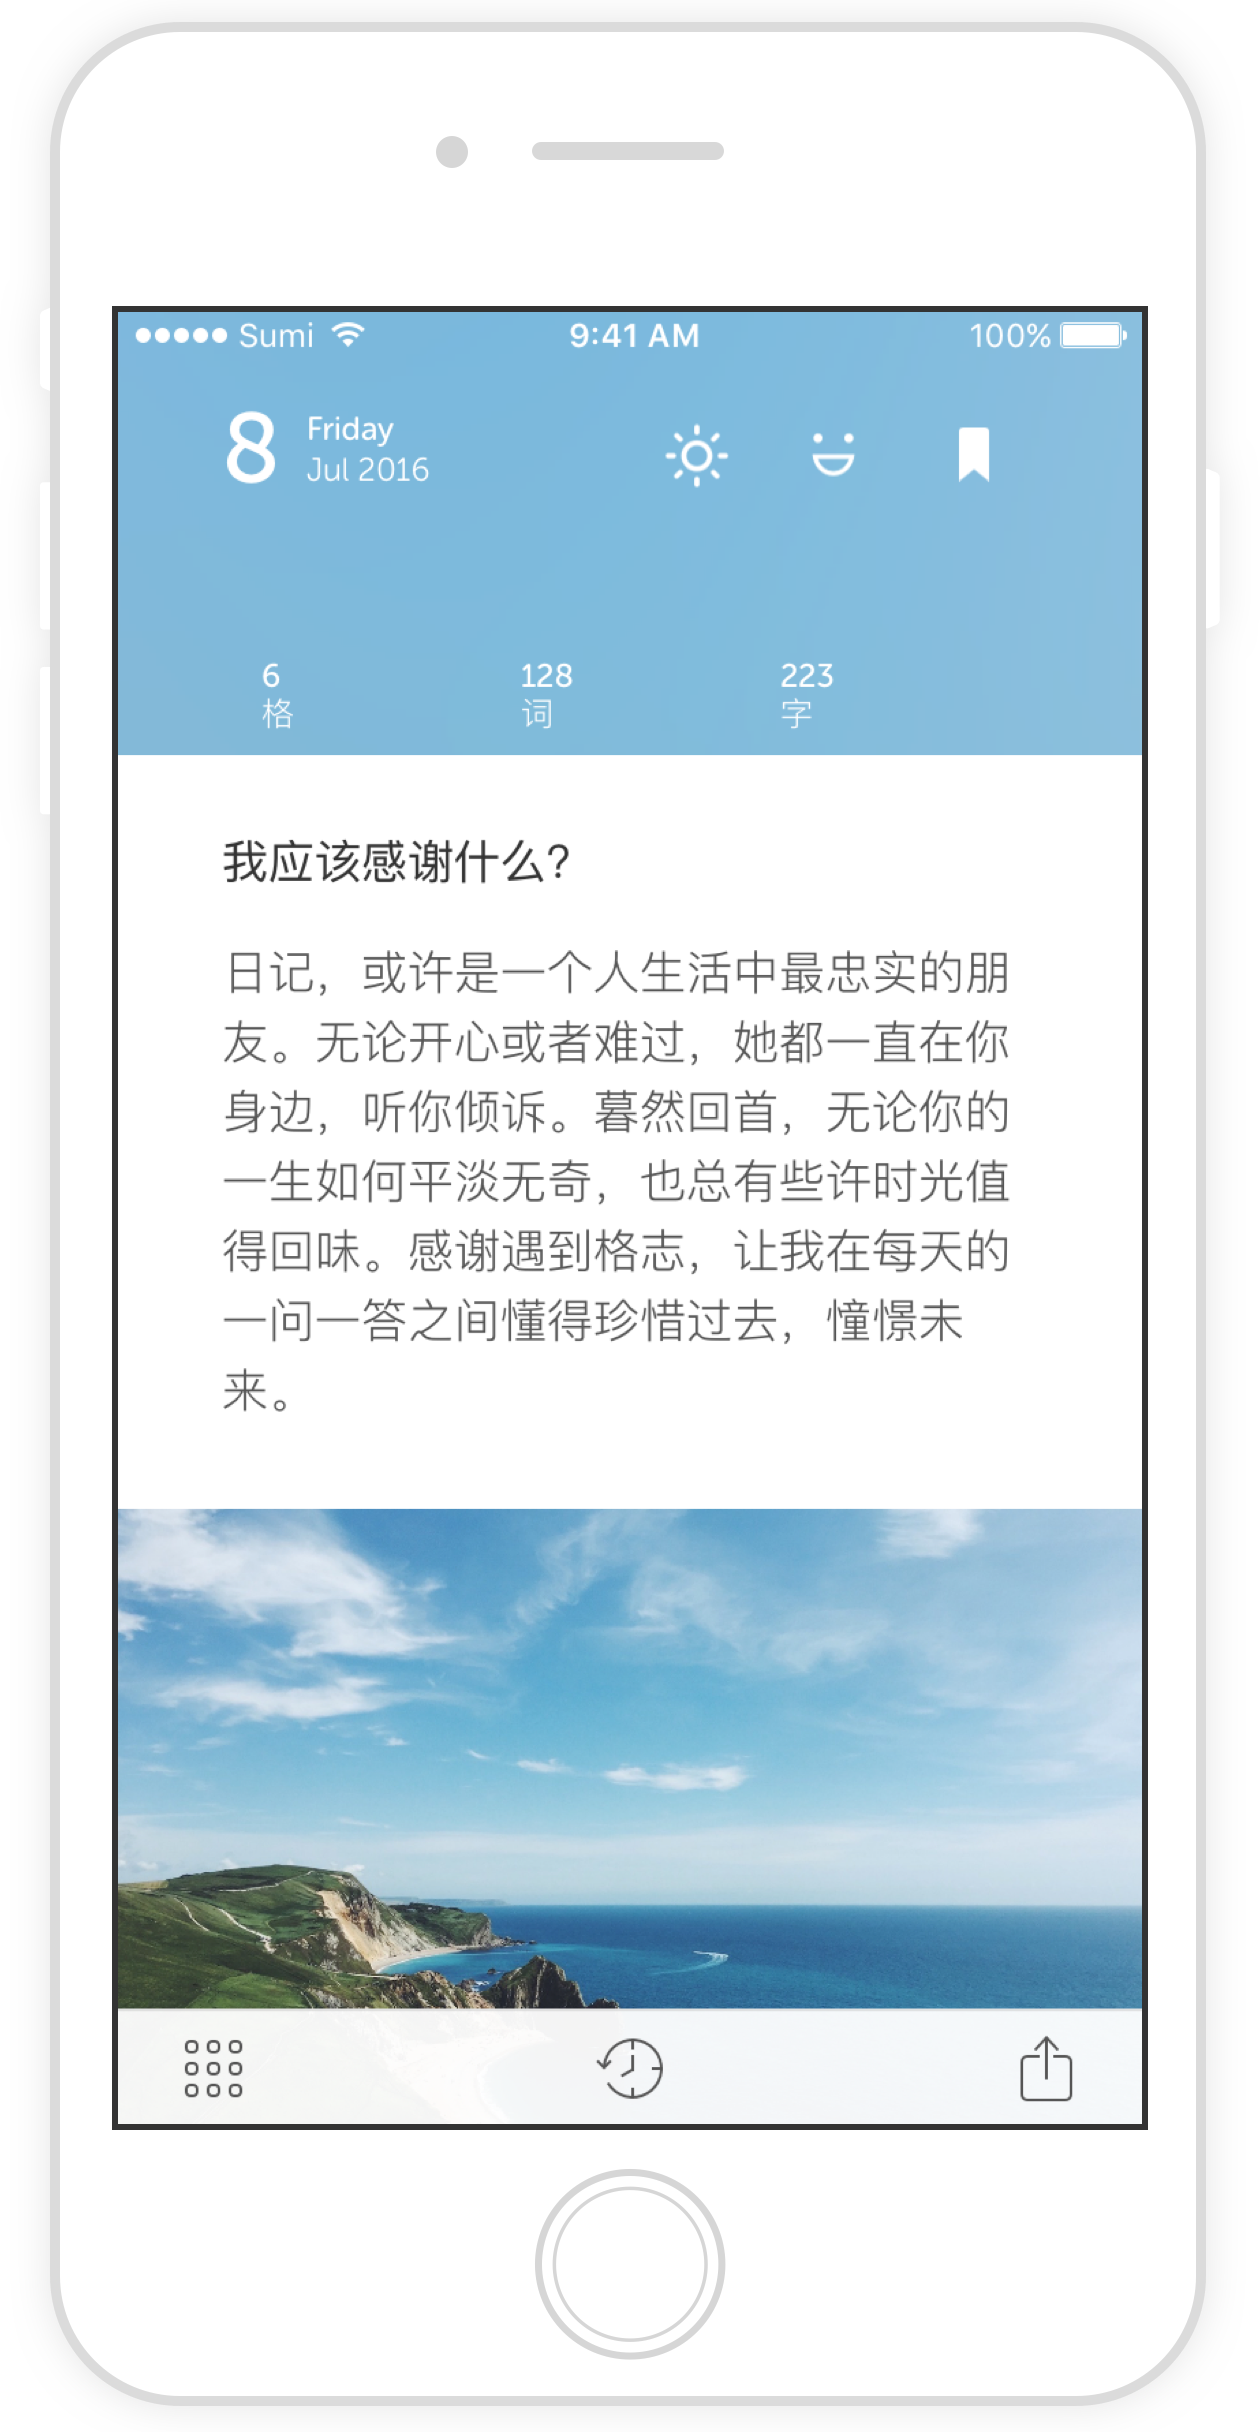 Sumi 9:41 AM 100%
8 Friday
Jul 2016
6 128 223
格 词 字
我应该感谢什么?
日记，或许是一个人生活中最忠实的朋
友。无论开心或者难过，她都一直在你
身边，听你倾诉。暮然回首，无论你的
一生如何平淡无奇，也总有些许时光值
得回味。感谢遇到格志，让我在每天的
一问一答之间懂得珍惜过去，憧憬未
来。